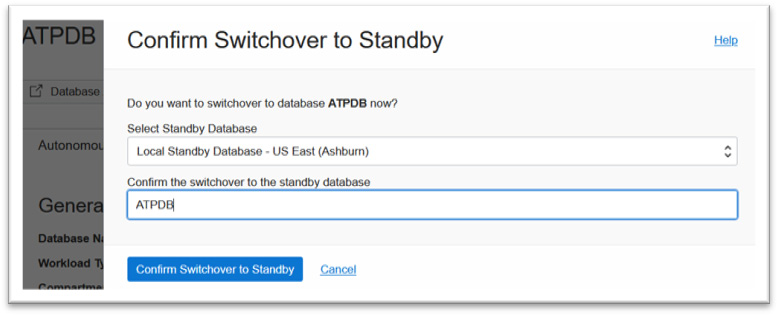 ATPDB
Confirm Switchover to Standby
Help
Database
Do you want to switchover to database ATPDB now?
Select Standby Database
Autonomou
Local Standby Database - US East (Ashburn)
Confirm the switchover to the standby database
Genera
ATPDB
Database Na
Workload Ty
Confirm Switchover to Standby
Cancel
Compartme